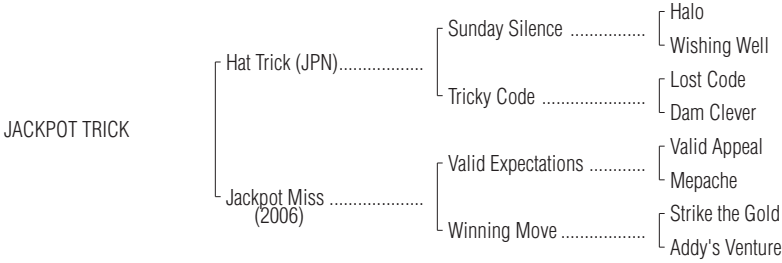 JACKPOT TRICK
Hat Trick (JPN)..................
Jackpot Miss ....................
(2006)
Sunday Silence ................
Tricky Code ......................
Valid Expectations ............
Winning Move ..................
Halo
Wishing Well
Lost Code
Dam Clever
Valid Appeal
Mepache
Strike the Gold
Addy's Venture